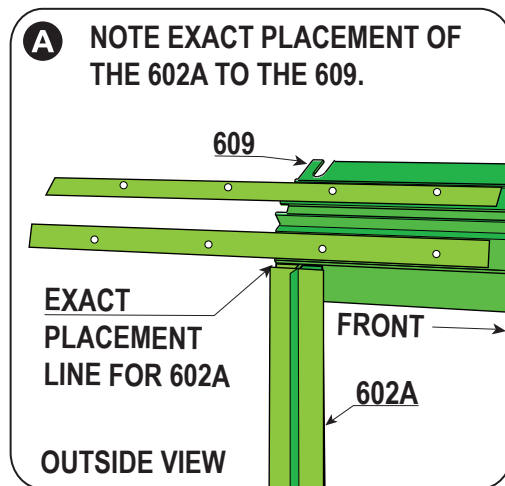 A NOTE EXACT PLACEMENT OF
THE 602A TO THE 609.
609
EXACT
PLACEMENT
LINE FOR 602A
FRONT
602A
OUTSIDE VIEW